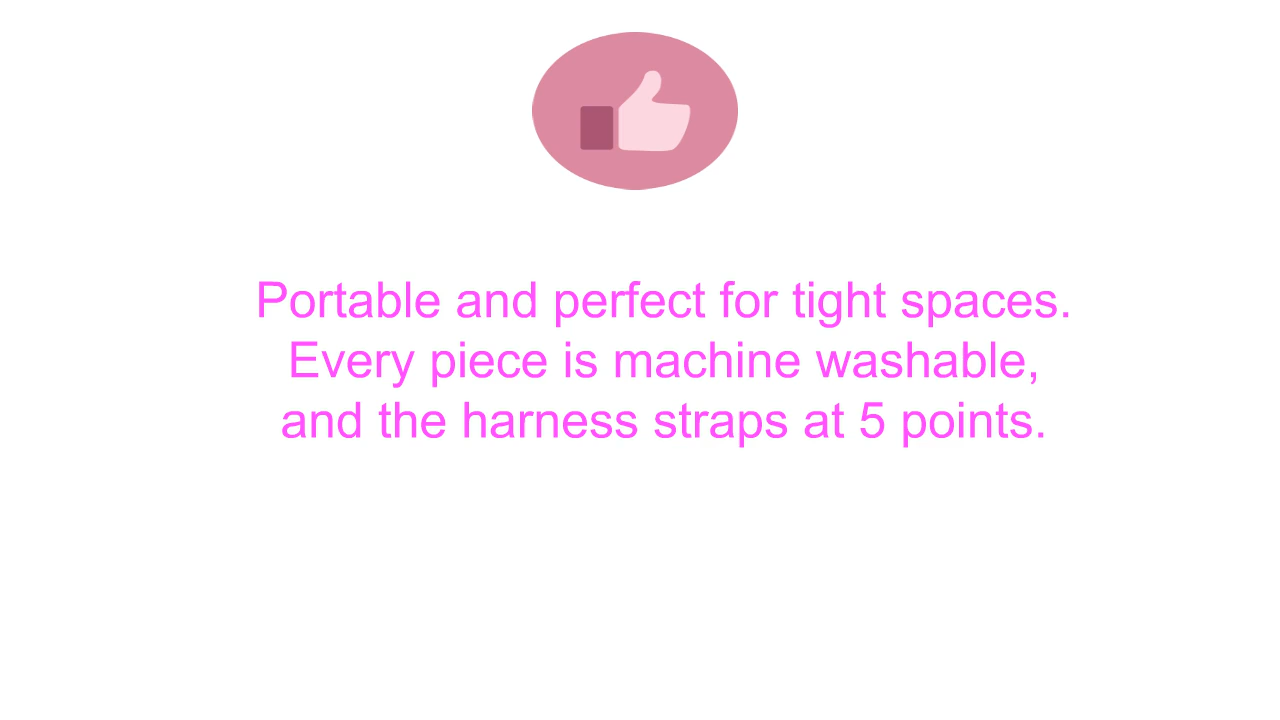 Portable and perfect for tight spaces.
Every piece is machine washable,
and the harness straps at 5 points.